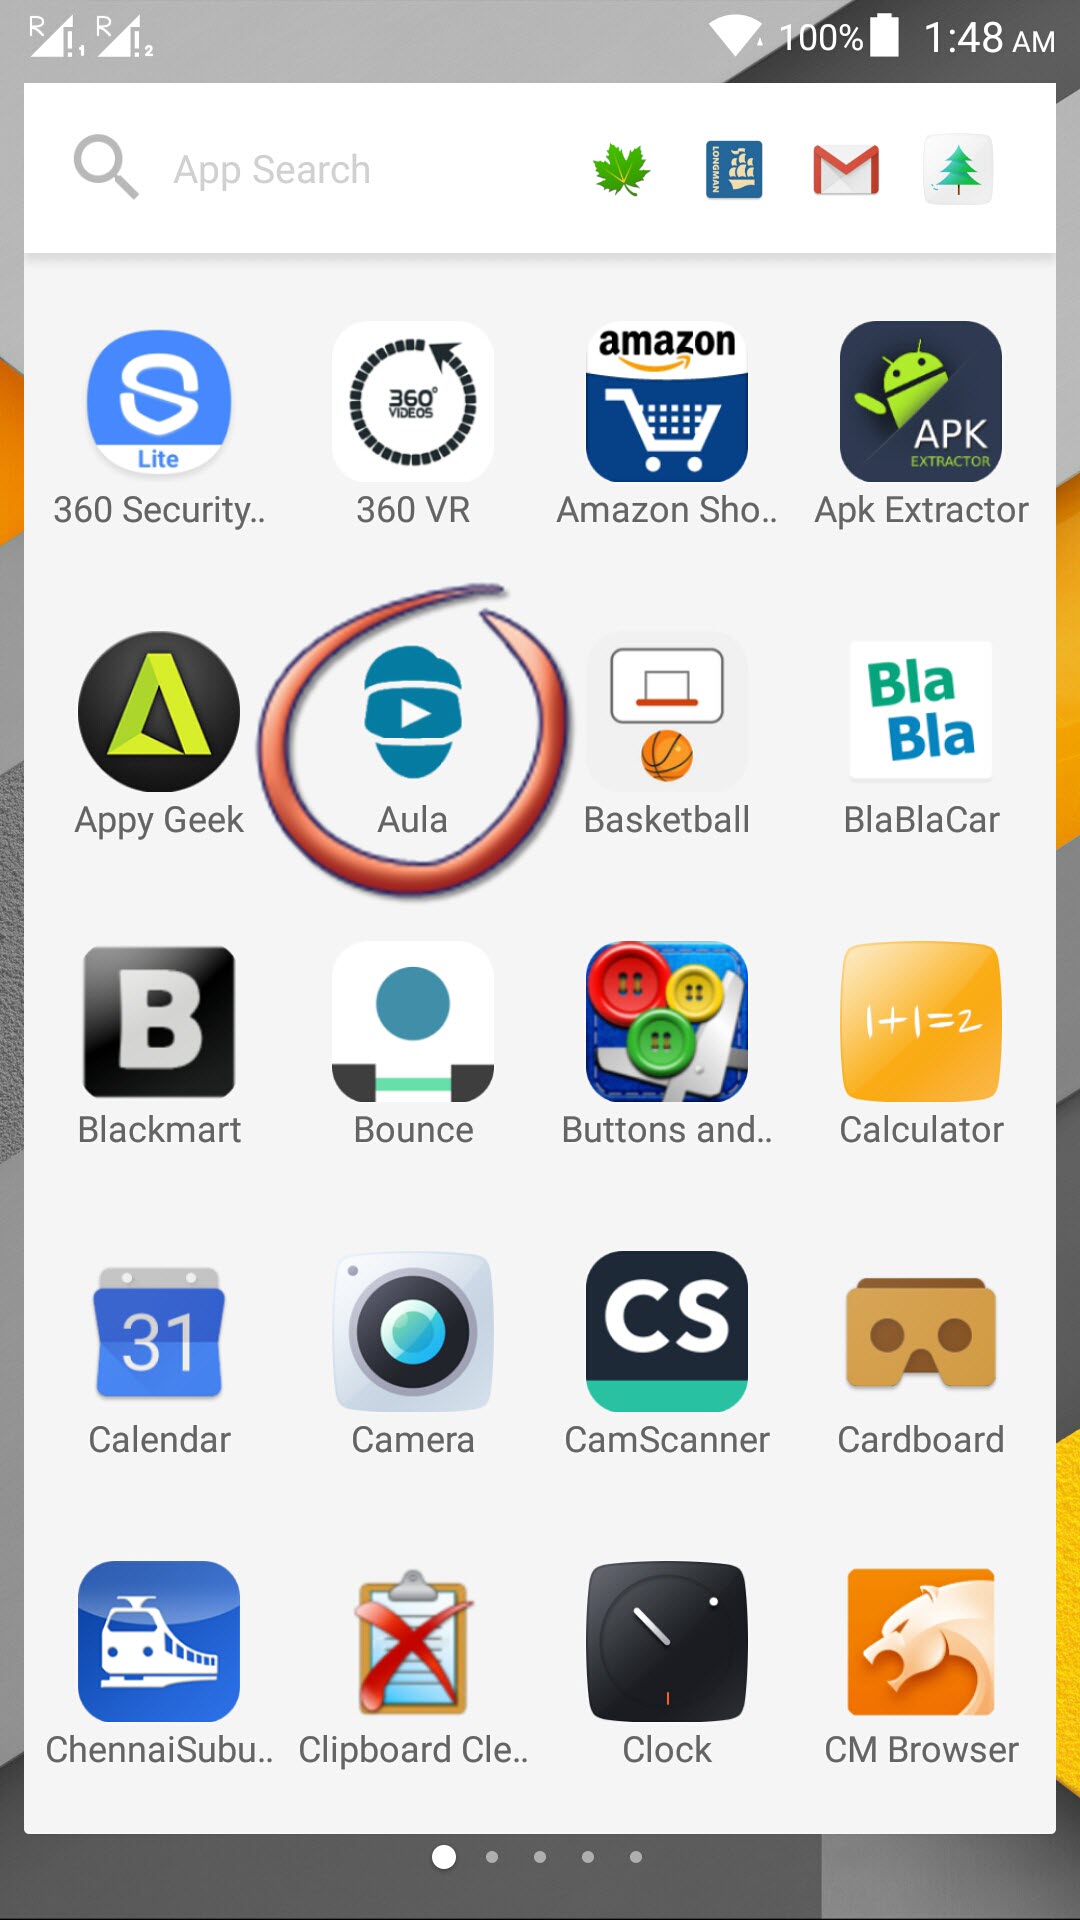 R 1 R 2 100% 1:48 AM
App Search
LONGMAN
Lite
360°
VIDEOS
amazon
APK
EXTRACTOR
360 Security..
360 VR
Amazon Sho..
Apk Extractor
Bla
Bla
Appy Geek
Aula
Basketball
BlaBlaCar
B
1+1=2
Blackmart
Bounce
Buttons and..
Calculator
31
CS
Calendar
Camera
CamScanner
Cardboard
ChennaiSubu..
Clipboard Cle..
Clock
CM Browser